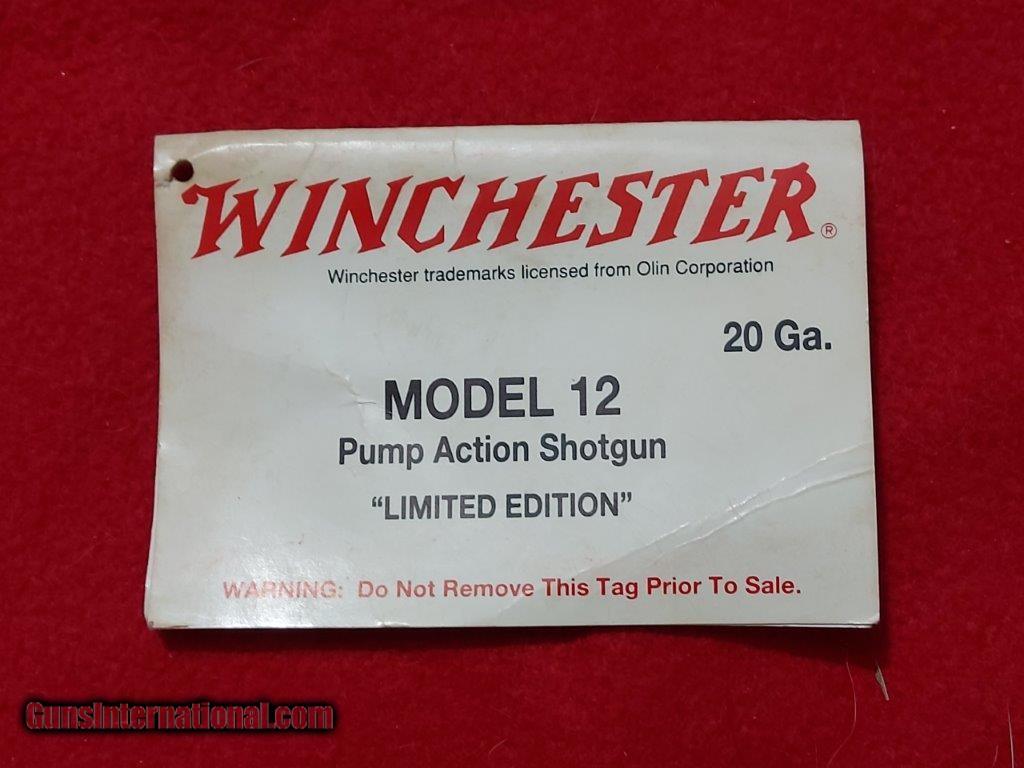 WINCHESTER®
Winchester trademarks licensed from Olin Corporation
20 Ga.
MODEL 12
Pump Action Shotgun
“LIMITED EDITION”
WARNING: Do Not Remove This Tag Prior To Sale.
GunsInternational.com